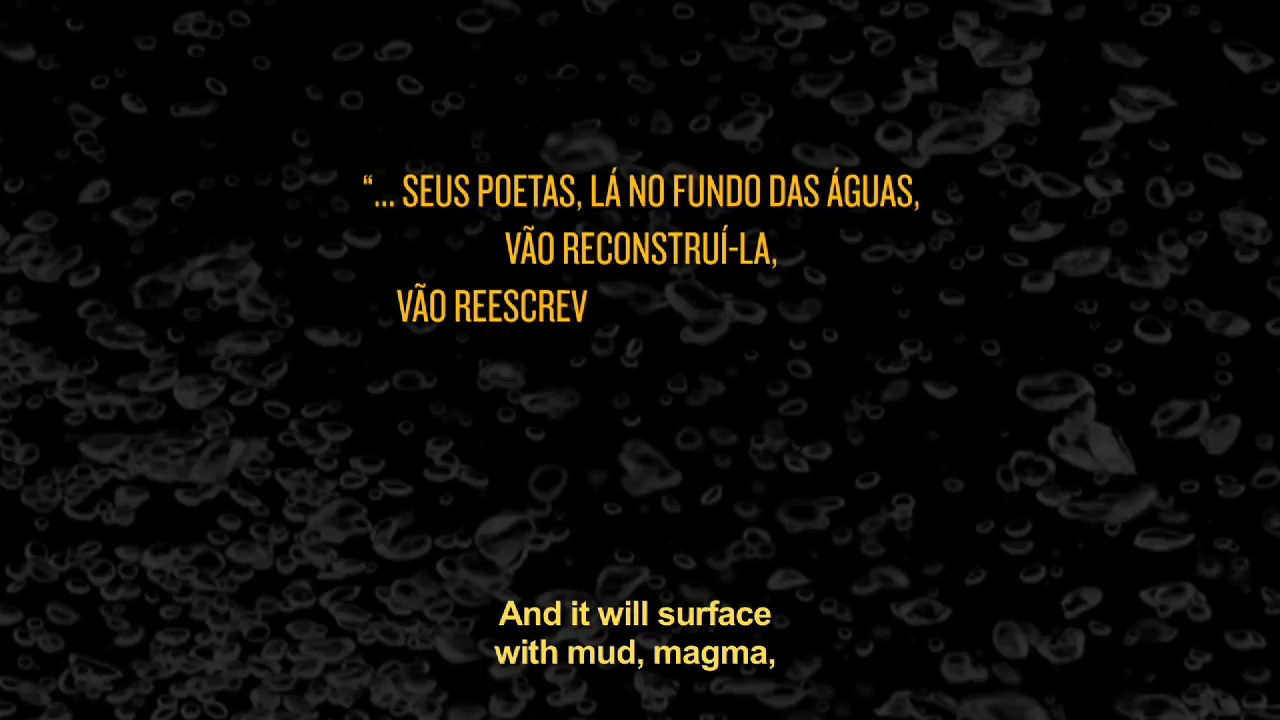 “... SEUS POETAS, LÁ NO FUNDO DAS ÁGUAS,
VÃO RECONSTRUÍ-LA,
VÃO REESCREV
And it will surface
with mud, magma,